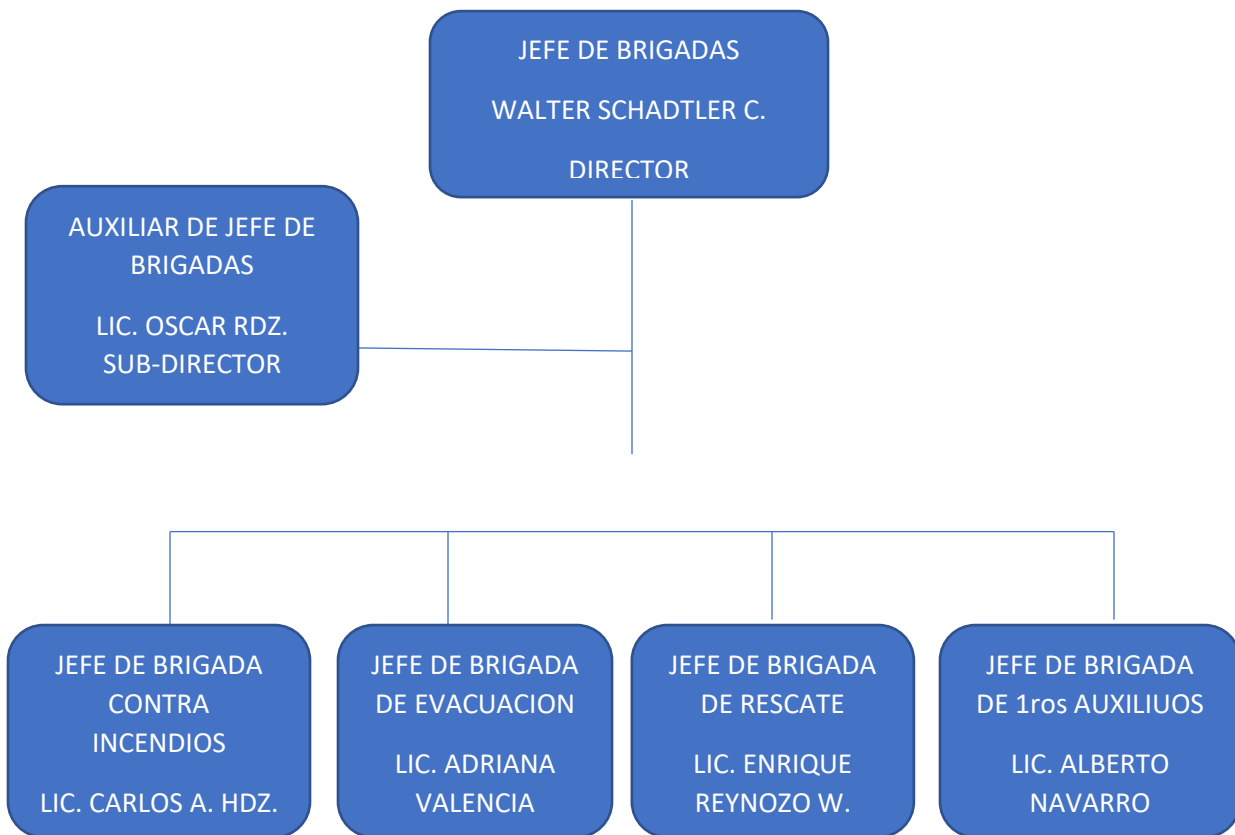 JEFE DE BRIGADAS
WALTER SCHADTLER C.
DIRECTOR
AUXILIAR DE JEFE DE
BRIGADAS
LIC. OSCAR RDZ.
SUB-DIRECTOR
JEFE DE BRIGADA
CONTRA
INCENDIOS
LIC. CARLOS A. HDZ.
JEFE DE BRIGADA
DE EVACUACION
LIC. ADRIANA
VALENCIA
JEFE DE BRIGADA
DE RESCATE
LIC. ENRIQUE
REYNOZO W.
JEFE DE BRIGADA
DE 1ros AUXILIUOS
LIC. ALBERTO
NAVARRO